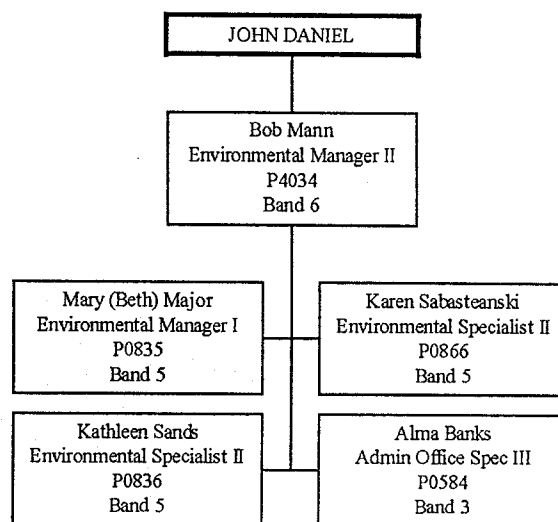 JOHN DANIEL
Bob Mann
Environmental Manager II
P4034
Band 6
Mary (Beth) Major
Environmental Manager I
P0835
Band 5
Karen Sabasteanski
Environmental Specialist II
P0866
Band 5
Kathleen Sands
Environmental Specialist II
P0836
Band 5
Alma Banks
Admin Office Spec III
P0584
Band 3